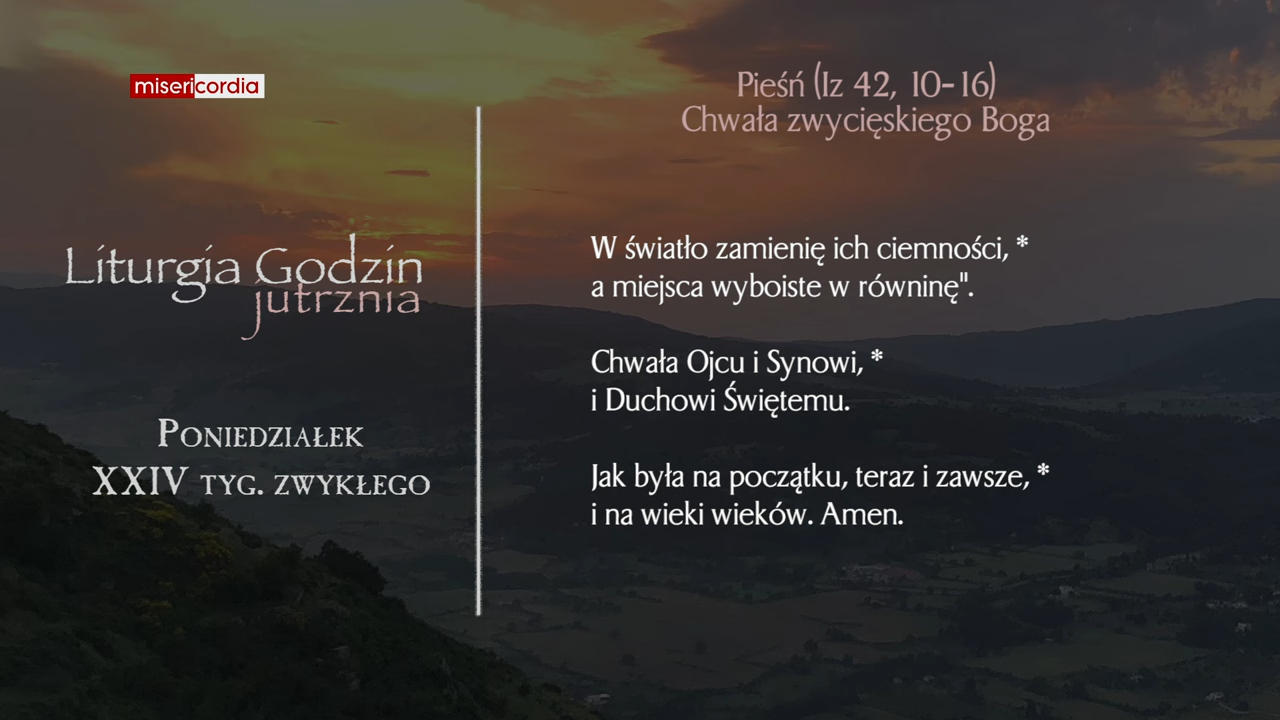 misericordia
Liturgia Godzin
jutrznia
Poniedziałek
XXIV tyg. zwykłego
Pieśń (Iz 42, 10-16)
Chwała zwycięskiego Boga
W światło zamienię ich ciemności, *
a miejsca wyboiste w równinę".
Chwała Ojcu i Synowi, *
i Duchowi Świętemu.
Jak była na początku, teraz i zawsze, *
i na wieki wieków. Amen.